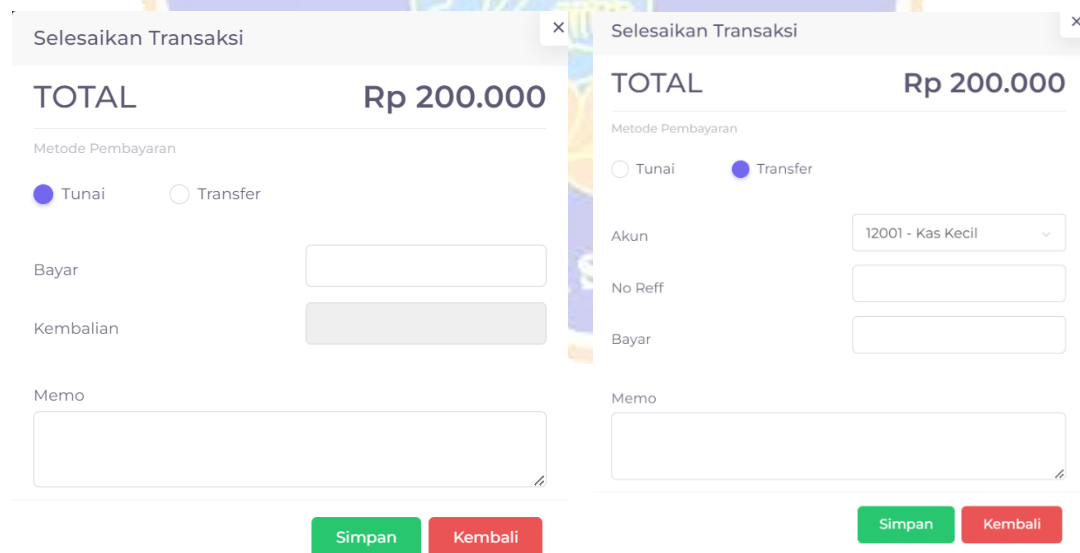 Selesaikan Transaksi
×
TOTAL Rp 200.000
Metode Pembayaran
Tunai Transfer
Bayar
Kembalian
Memo
Simpan Kembali
Selesaikan Transaksi
×
TOTAL Rp 200.000
Metode Pembayaran
Tunai Transfer
Akun 12001 - Kas Kecil
No Reff
Bayar
Memo
Simpan Kembali